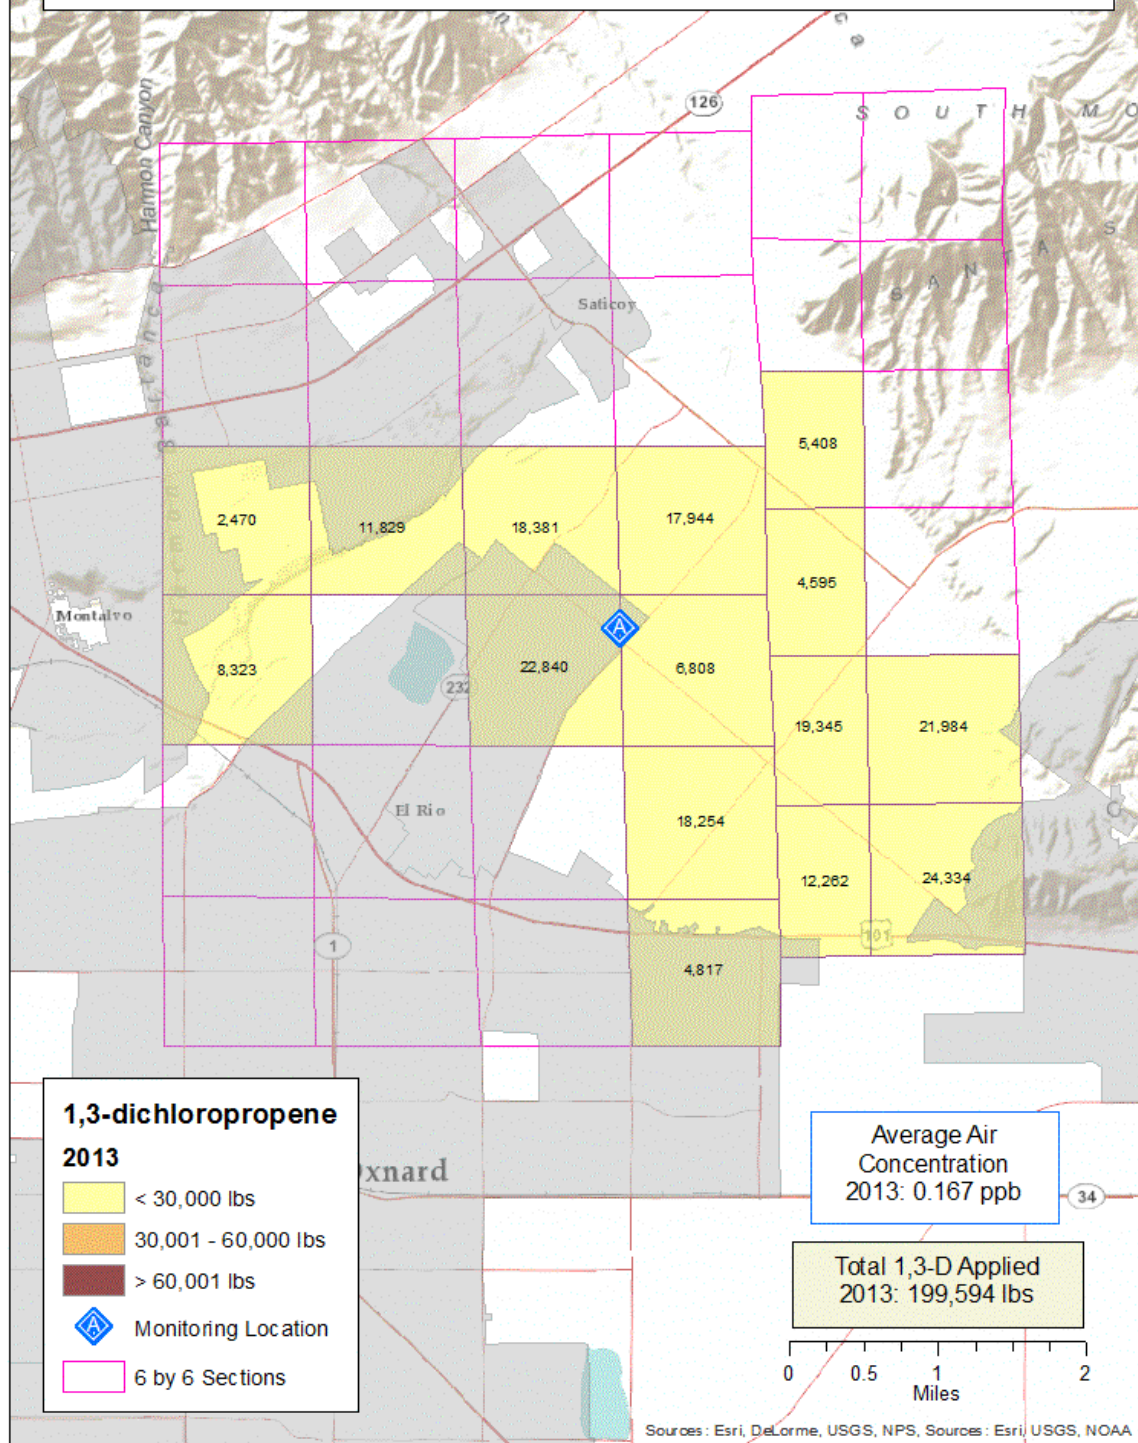 126
Harmon Canyon
S O U T H M O
S A N T A S
Barranca
Saticoy
5,408
2,470
11,829
18,381
17,944
4,595
Montalvo
8,323
22,840
6,808
232
19,345
21,984
El Rio
18,254
12,262
24,334
101
1
4,817
1,3-dichloropropene
2013
< 30,000 lbs
30,001 - 60,000 lbs
> 60,001 lbs
A
Monitoring Location
6 by 6 Sections
Oxnard
Average Air
Concentration
2013: 0.167 ppb
34
Total 1,3-D Applied
2013: 199,594 lbs
0 0.5 1 2
Miles
Sources: Esri, DeLorme, USGS, NPS, Sources: Esri, USGS, NOAA